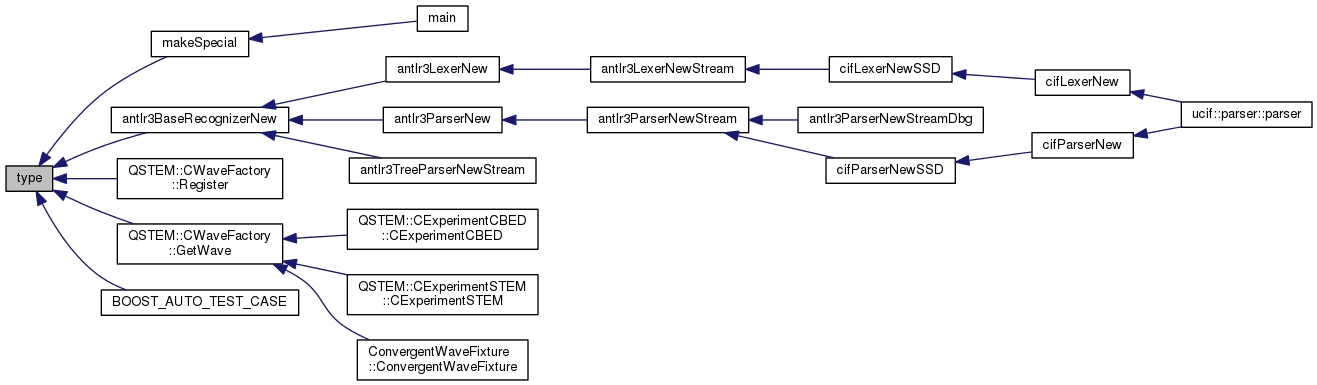 main
makeSpecial
antlr3LexerNew
antlr3LexerNewStream
cifLexerNewSSD
cifLexerNew
antlr3BaseRecognizerNew
antlr3ParserNew
antlr3ParserNewStream
antlr3ParserNewStreamDbg
ucif::parser::parser
cifParserNew
type
QSTEM::CWaveFactory
::Register
antlr3TreeParserNewStream
cifParserNewSSD
QSTEM::CWaveFactory
::GetWave
QSTEM::CExperimentCBED
::CExperimentCBED
QSTEM::CExperimentSTEM
::CExperimentSTEM
BOOST_AUTO_TEST_CASE
ConvergentWaveFixture
::ConvergentWaveFixture